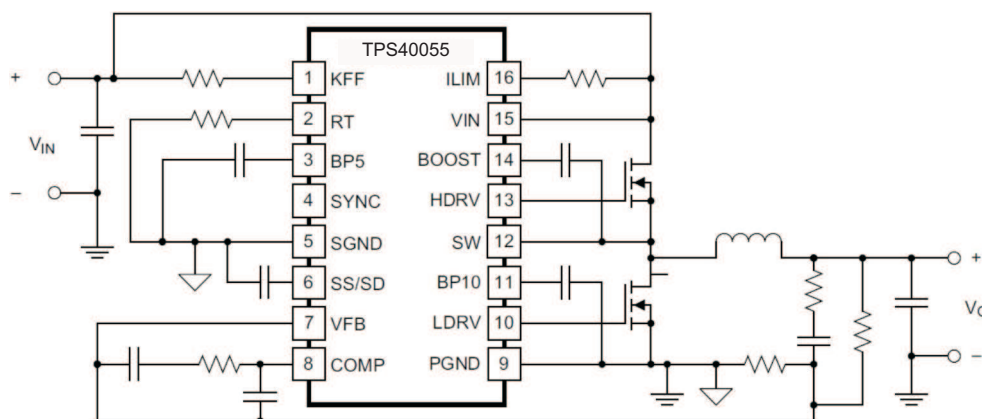 TPS40055
+
–
VIN
1 KFF
2 RT
3 BP5
4 SYNC
5 SGND
6 SS/SD
7 VFB
8 COMP
ILIM 16
VIN 15
BOOST 14
HDRV 13
SW 12
BP10 11
LDRV 10
PGND 9
+
–